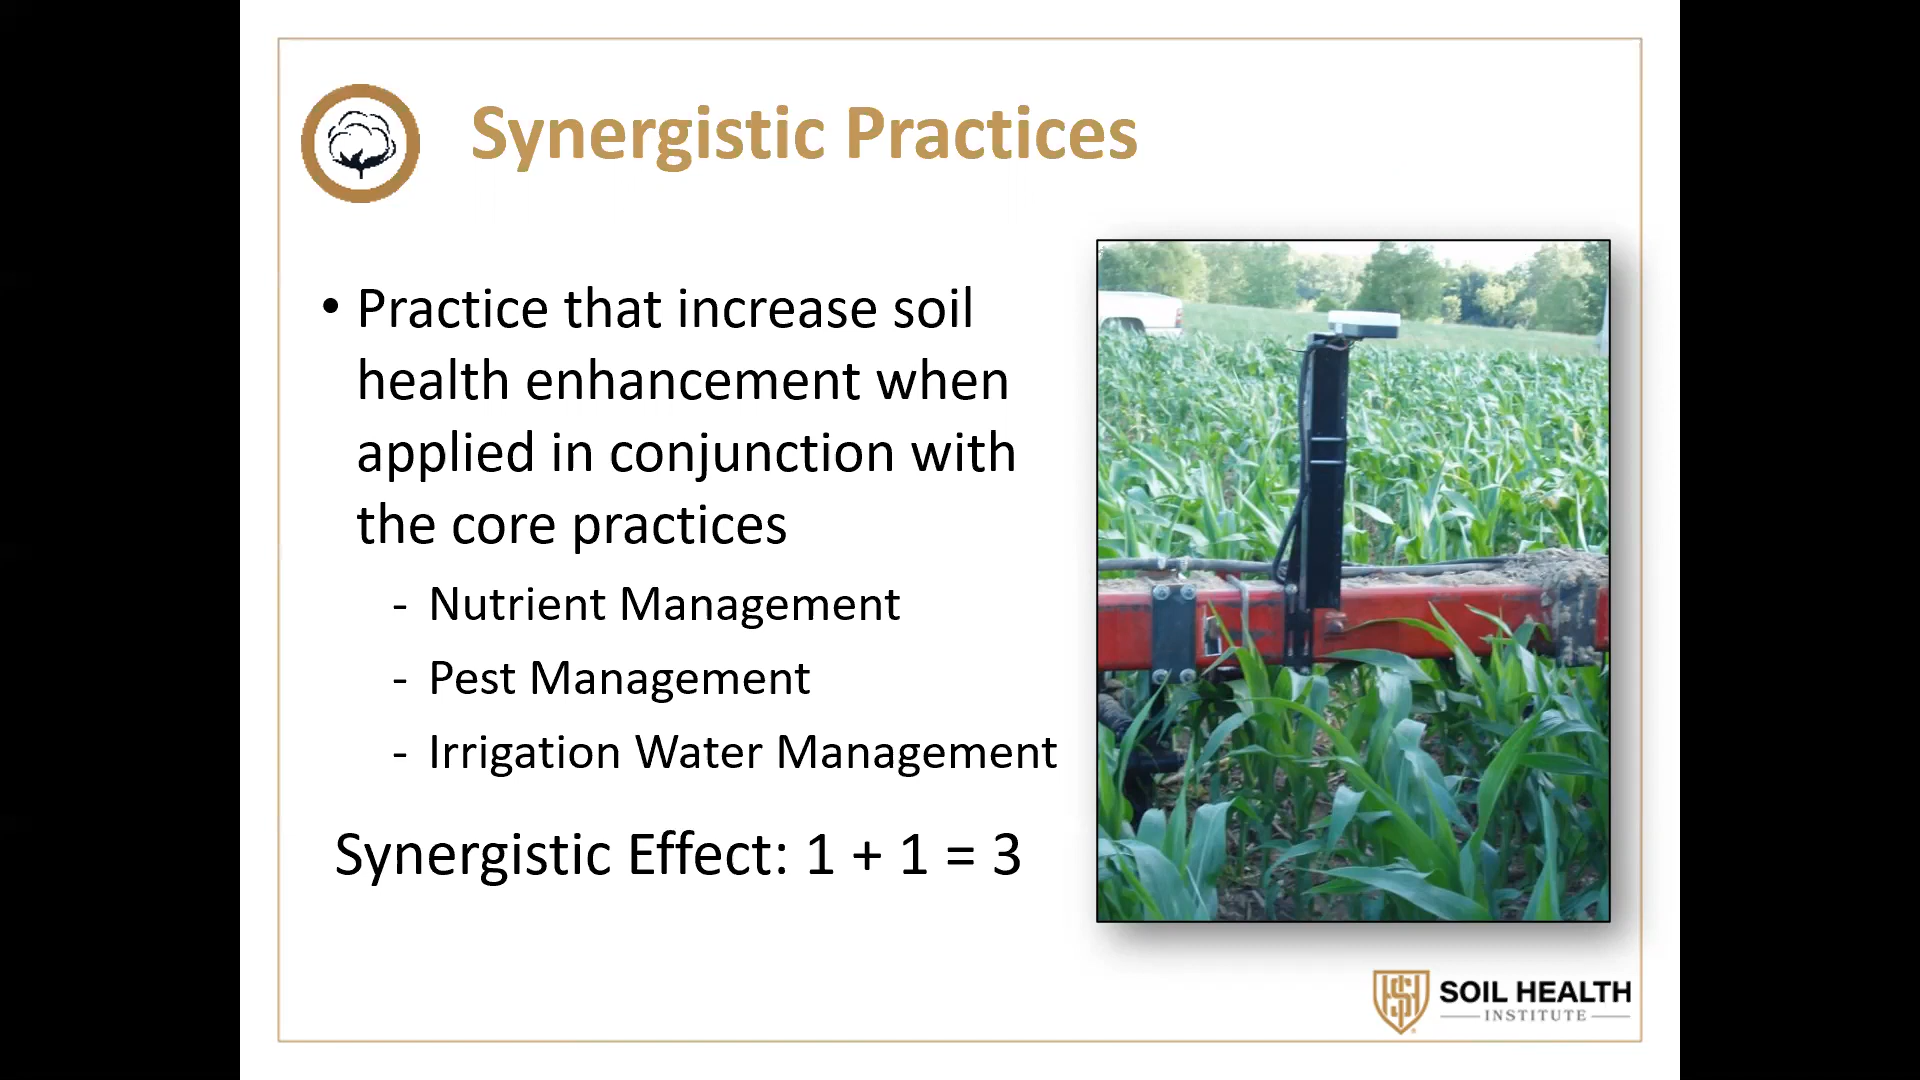 Synergistic Practices
• Practice that increase soil
health enhancement when
applied in conjunction with
the core practices
- Nutrient Management
- Pest Management
- Irrigation Water Management
Synergistic Effect: 1 + 1 = 3
SOIL HEALTH
INSTITUTE